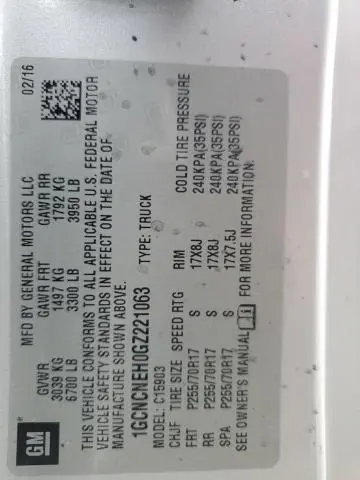 GM
MFD BY GENERAL MOTORS LLC
02/16
GVWR GAWR FRT GAWR RR
3039 KG 1497 KG 1792 KG
6700 LB 3300 LB 3950 LB
THIS VEHICLE CONFORMS TO ALL APPLICABLE U.S. FEDERAL MOTOR
VEHICLE SAFETY STANDARDS IN EFFECT ON THE DATE OF
MANUFACTURE SHOWN ABOVE.
1GCNCNEH0GZ221063 TYPE: TRUCK
MODEL: C15903
CHJF TIRE SIZE SPEED RTG RIM COLD TIRE PRESSURE
FRT P255/70R17 S 17X8J 240KPA(35PSI)
RR P255/70R17 S 17X8J 240KPA(35PSI)
SPA P255/70R17 S 17X7.5J 240KPA(35PSI)
SEE OWNER'S MANUAL FOR MORE INFORMATION.